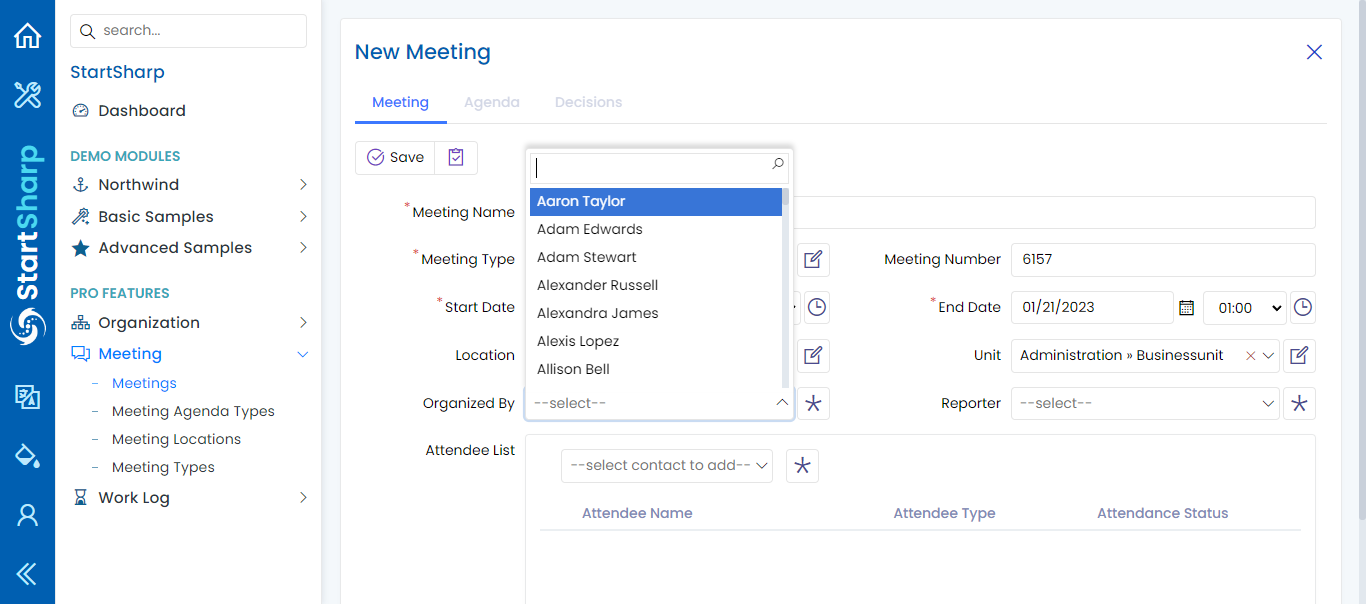 search...
StartSharp
Dashboard
DEMO MODULES
Northwind
Basic Samples
Advanced Samples
PRO FEATURES
Organization
Meeting
Meetings
Meeting Agenda Types
Meeting Locations
Meeting Types
Work Log
StartSharp
New Meeting
Meeting Agenda Decisions
Save
*Meeting Name
*Meeting Type
Meeting Number 6157
*Start Date
*End Date 01/21/2023 01:00
Location
Unit Administration » Businessunit
Organized By --select--
Aaron Taylor
Adam Edwards
Adam Stewart
Alexander Russell
Alexandra James
Alexis Lopez
Allison Bell
Reporter --select--
Attendee List
--select contact to add--
Attendee Name Attendee Type Attendance Status